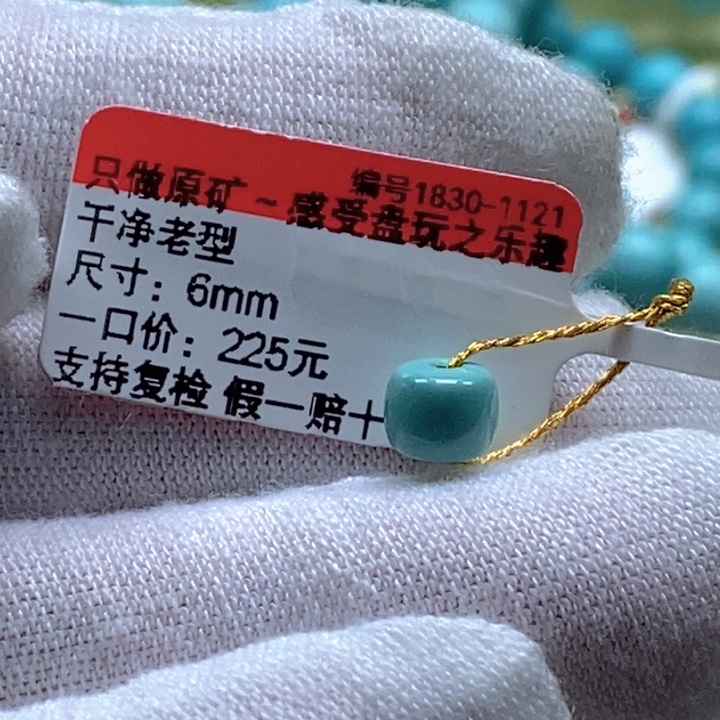 编号1830-1121
只做原矿 ~ 感受盘玩之乐趣
干净老型
尺寸：6mm
一口价：225元
支持复检 假一赔十